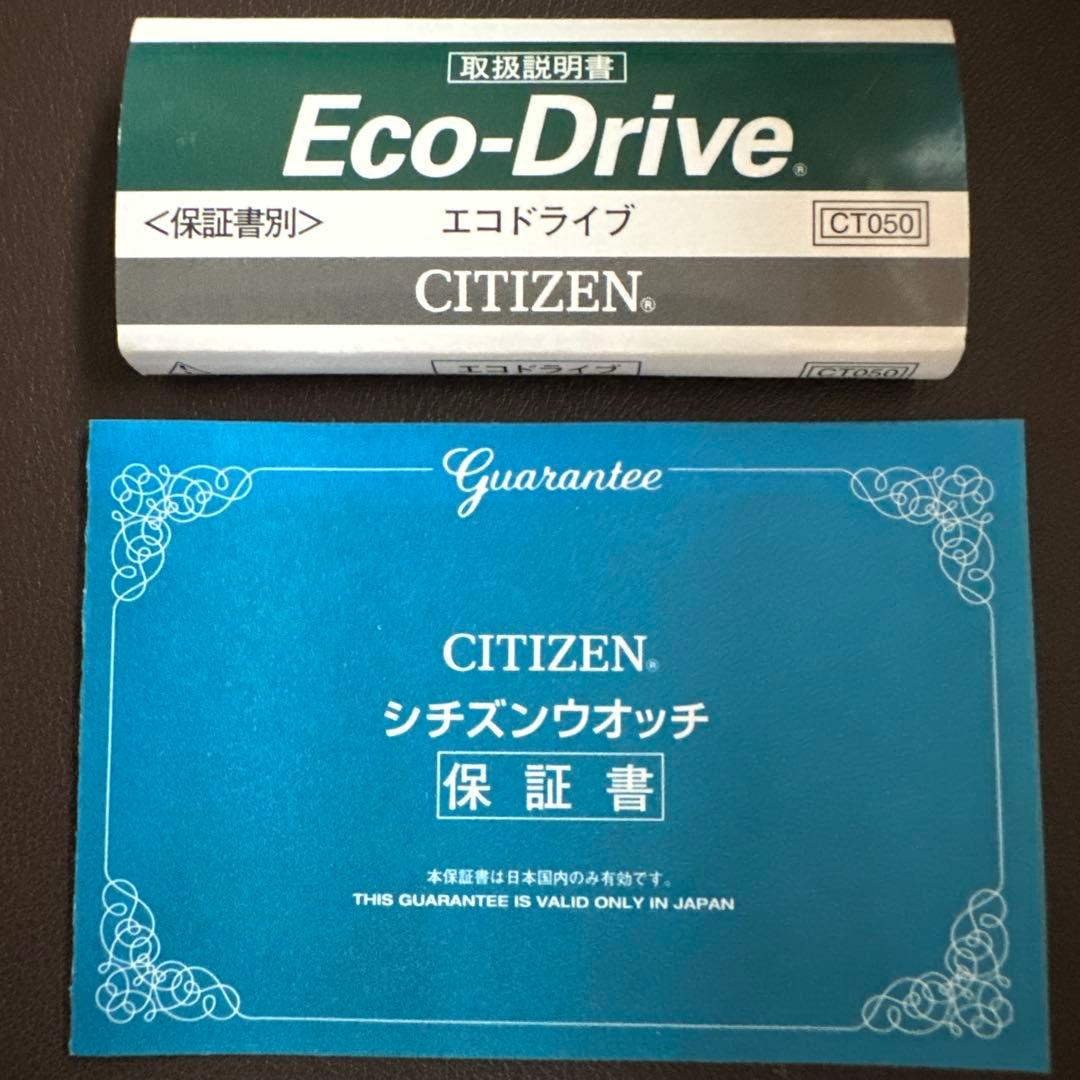 取扱説明書
Eco-Drive®
<保証書別> エコドライブ CT050
CITIZEN®
エコドライブ CT050
Guarantee
CITIZEN®
シチズンウオッチ
保証書
本保証書は日本国内のみ有効です。
THIS GUARANTEE IS VALID ONLY IN JAPAN